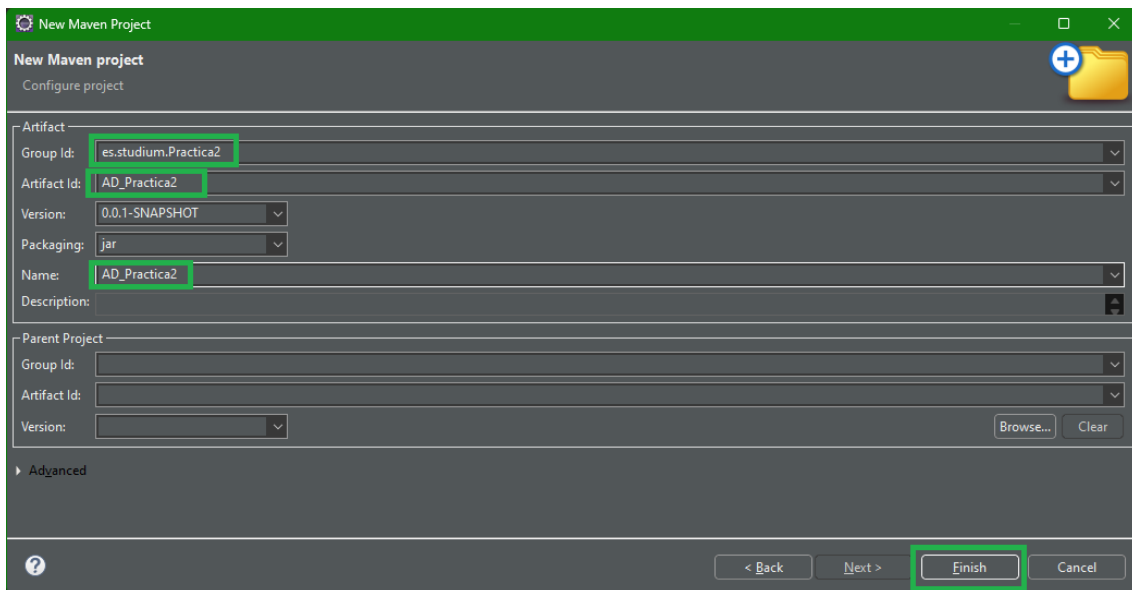 New Maven Project
New Maven project
Configure project
Artifact
Group Id: es.studium.Practica2
Artifact Id: AD_Practica2
Version: 0.0.1-SNAPSHOT
Packaging: jar
Name: AD_Practica2
Description:
Parent Project
Group Id:
Artifact Id:
Version: Browse... Clear
Advanced
? < Back Next > Finish Cancel